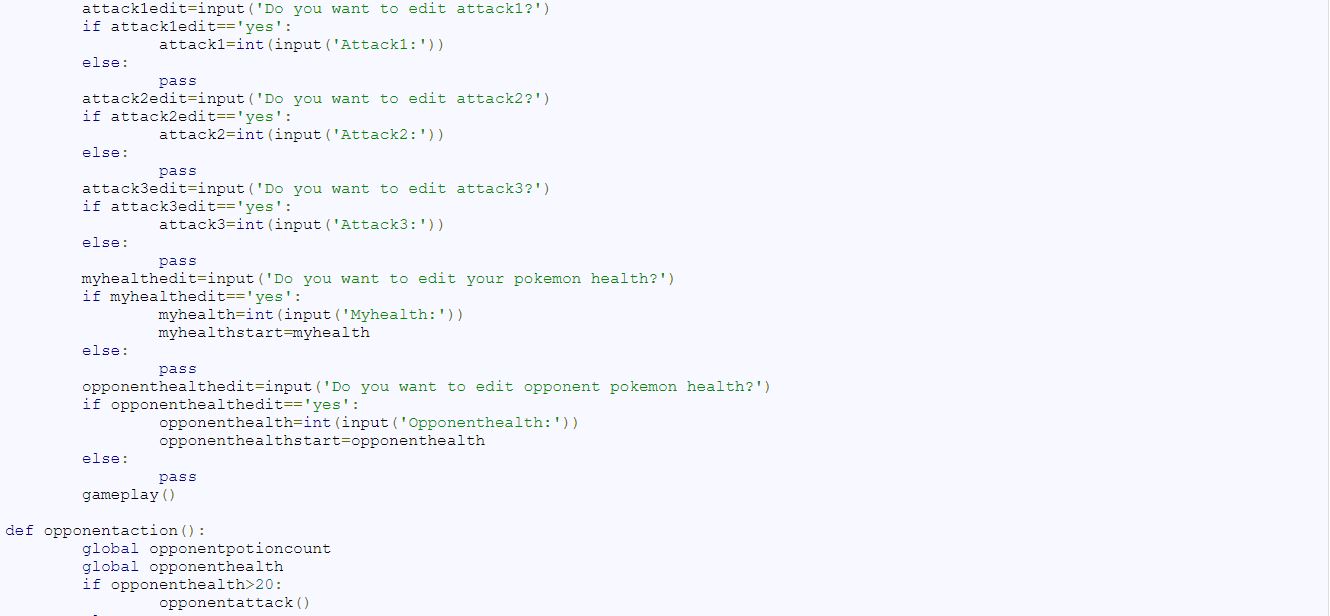 attack1edit=input('Do you want to edit attack1?')
if attack1edit=='yes':
attack1=int(input('Attack1:'))
else:
pass
attack2edit=input('Do you want to edit attack2?')
if attack2edit=='yes':
attack2=int(input('Attack2:'))
else:
pass
attack3edit=input('Do you want to edit attack3?')
if attack3edit=='yes':
attack3=int(input('Attack3:'))
else:
pass
myhealthedit=input('Do you want to edit your pokemon health?')
if myhealthedit=='yes':
myhealth=int(input('Myhealth:'))
myhealthstart=myhealth
else:
pass
opponenthealthedit=input('Do you want to edit opponent pokemon health?')
if opponenthealthedit=='yes':
opponenthealth=int(input('Opponenthealth:'))
opponenthealthstart=opponenthealth
else:
pass
gameplay()
def opponentaction():
global opponentpotioncount
global opponenthealth
if opponenthealth>20:
opponentattack()